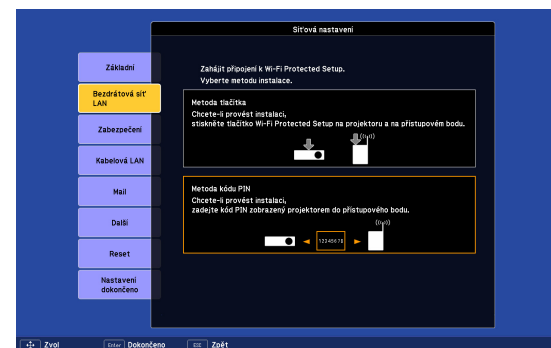 Síťová nastavení
Základní
Bezdrátová síť
LAN
Zabezpečení
Kabelová LAN
Mail
Další
Reset
Nastavení
dokončeno
Zahájit připojení k Wi-Fi Protected Setup.
Vyberte metodu instalace.
Metoda tlačítka
Chcete-li provést instalaci,
stiskněte tlačítko Wi-Fi Protected Setup na projektoru a na přístupovém bodu.
Metoda kódu PIN
Chcete-li provést instalaci,
zadejte kód PIN zobrazený projektorem do přístupového bodu.
12345678
Zvol
Enter Dokončeno
ESC Zpět